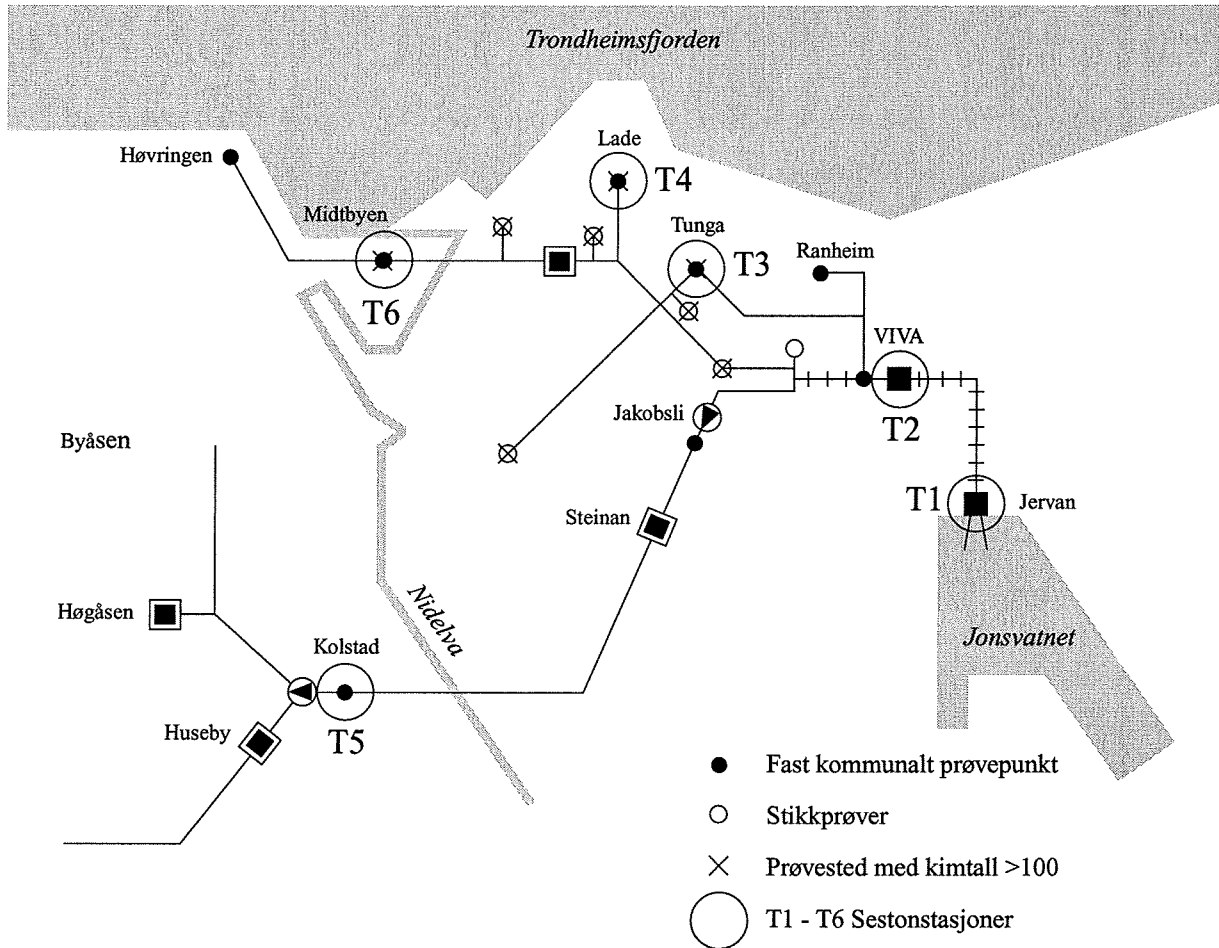 Trondheimsfjorden
Lade
Høvringen
T4
Midtbyen
Tunga
T3
Ranheim
T6
VIVA
Jakobsli
T2
Byåsen
T1
Jervan
Steinan
Nidelva
Høgåsen
Jonsvatnet
Kolstad
Huseby
T5
Fast kommunalt prøvepunkt
Stikkprøver
Prøvested med kimtall >100
T1 - T6 Sestonstasjoner